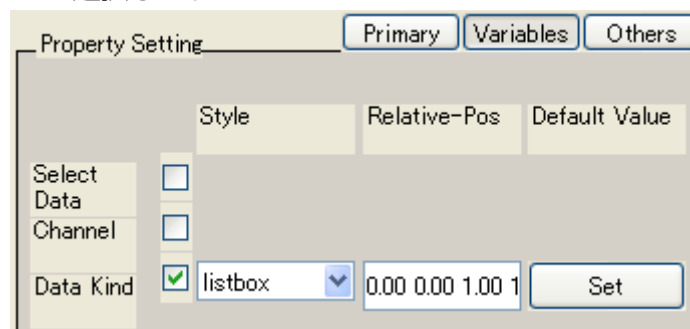 Property Setting Primary Variables Others
Style Relative-Pos Default Value
Select
Data
Channel
Data Kind listbox 0.00 0.00 1.00 1 Set